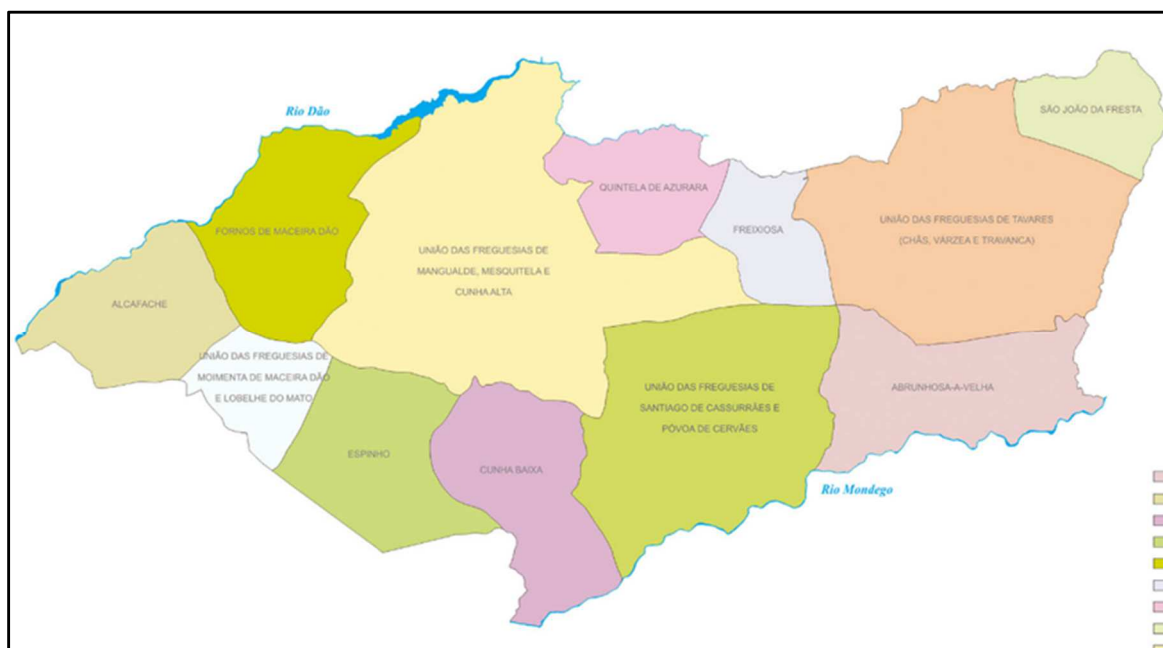 Rio Dão
SÃO JOÃO DA FRESTA
QUINTELA DE AZURARA
FREIXIOSA
UNIÃO DAS FREGUESIAS DE TAVARES
(CHÃS, VÁRZEA E TRAVANCA)
FORNOS DE MACEIRA DÃO
UNIÃO DAS FREGUESIAS DE
MANGUALDE, MESQUITELA E
CUNHA ALTA
ALCAFACHE
UNIÃO DAS FREGUESIAS DE
MOIMENTA DE MACEIRA DÃO
E LOBELHE DO MATO
UNIÃO DAS FREGUESIAS DE
SANTIAGO DE CASSURRÃES E
PÓVOA DE CERVÃES
ABRUNHOSA-A-VELHA
ESPINHO
CUNHA BAIXA
Rio Mondego